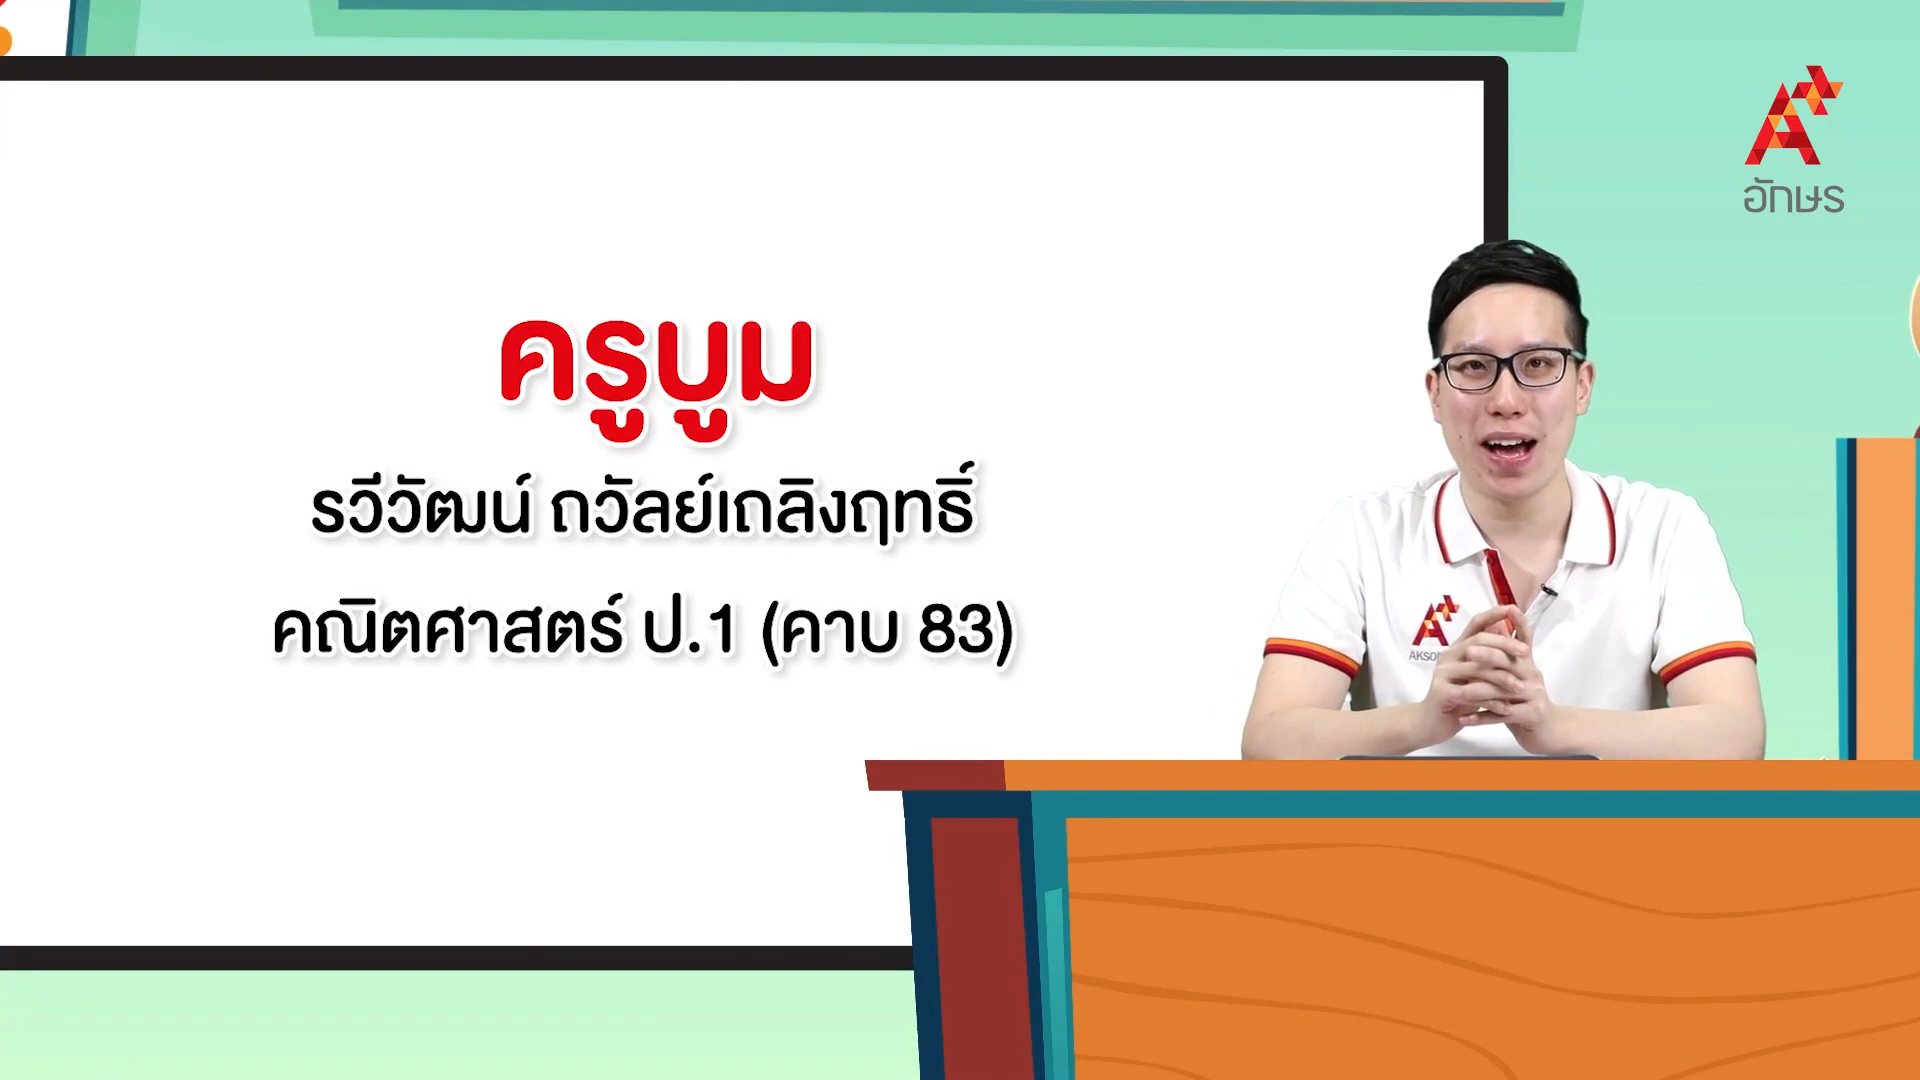 อักษร
ครูบูม
รวีวัฒน์ ถวัลย์เถลิงฤทธิ์
คณิตศาสตร์ ป.1 (คาบ 83)